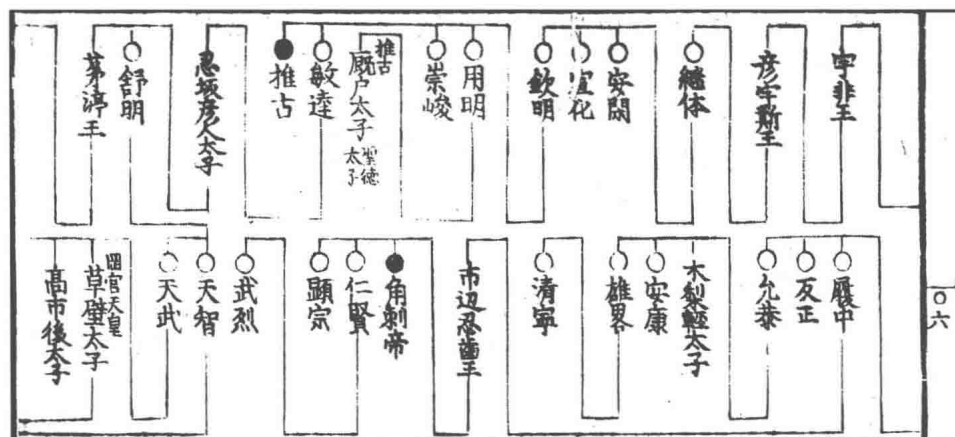 宇非王
彦宇斯王
継体
安閑
宣化
欽明
用明
崇峻
推古
厩戸太子 聖徳太子
敏達
推古
忍坂彦人太子
舒明
茅渟王
履中
反正
允恭
木梨軽太子
安康
雄畧
清寧
市辺忍歯王
角刺帝
仁賢
顕宗
武烈
天智
天武
岡宮天皇
草壁太子
高市後太子
〇六